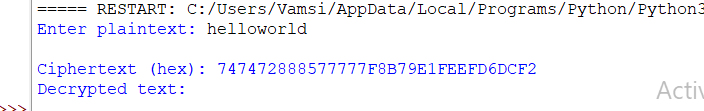 ===== RESTART: C:/Users/Vamsi/AppData/Local/Programs/Python/Python3
Enter plaintext: helloworld
Ciphertext (hex): 747472888577777F8B79E1FEEFD6DCF2
Decrypted text:
Activ
>>>